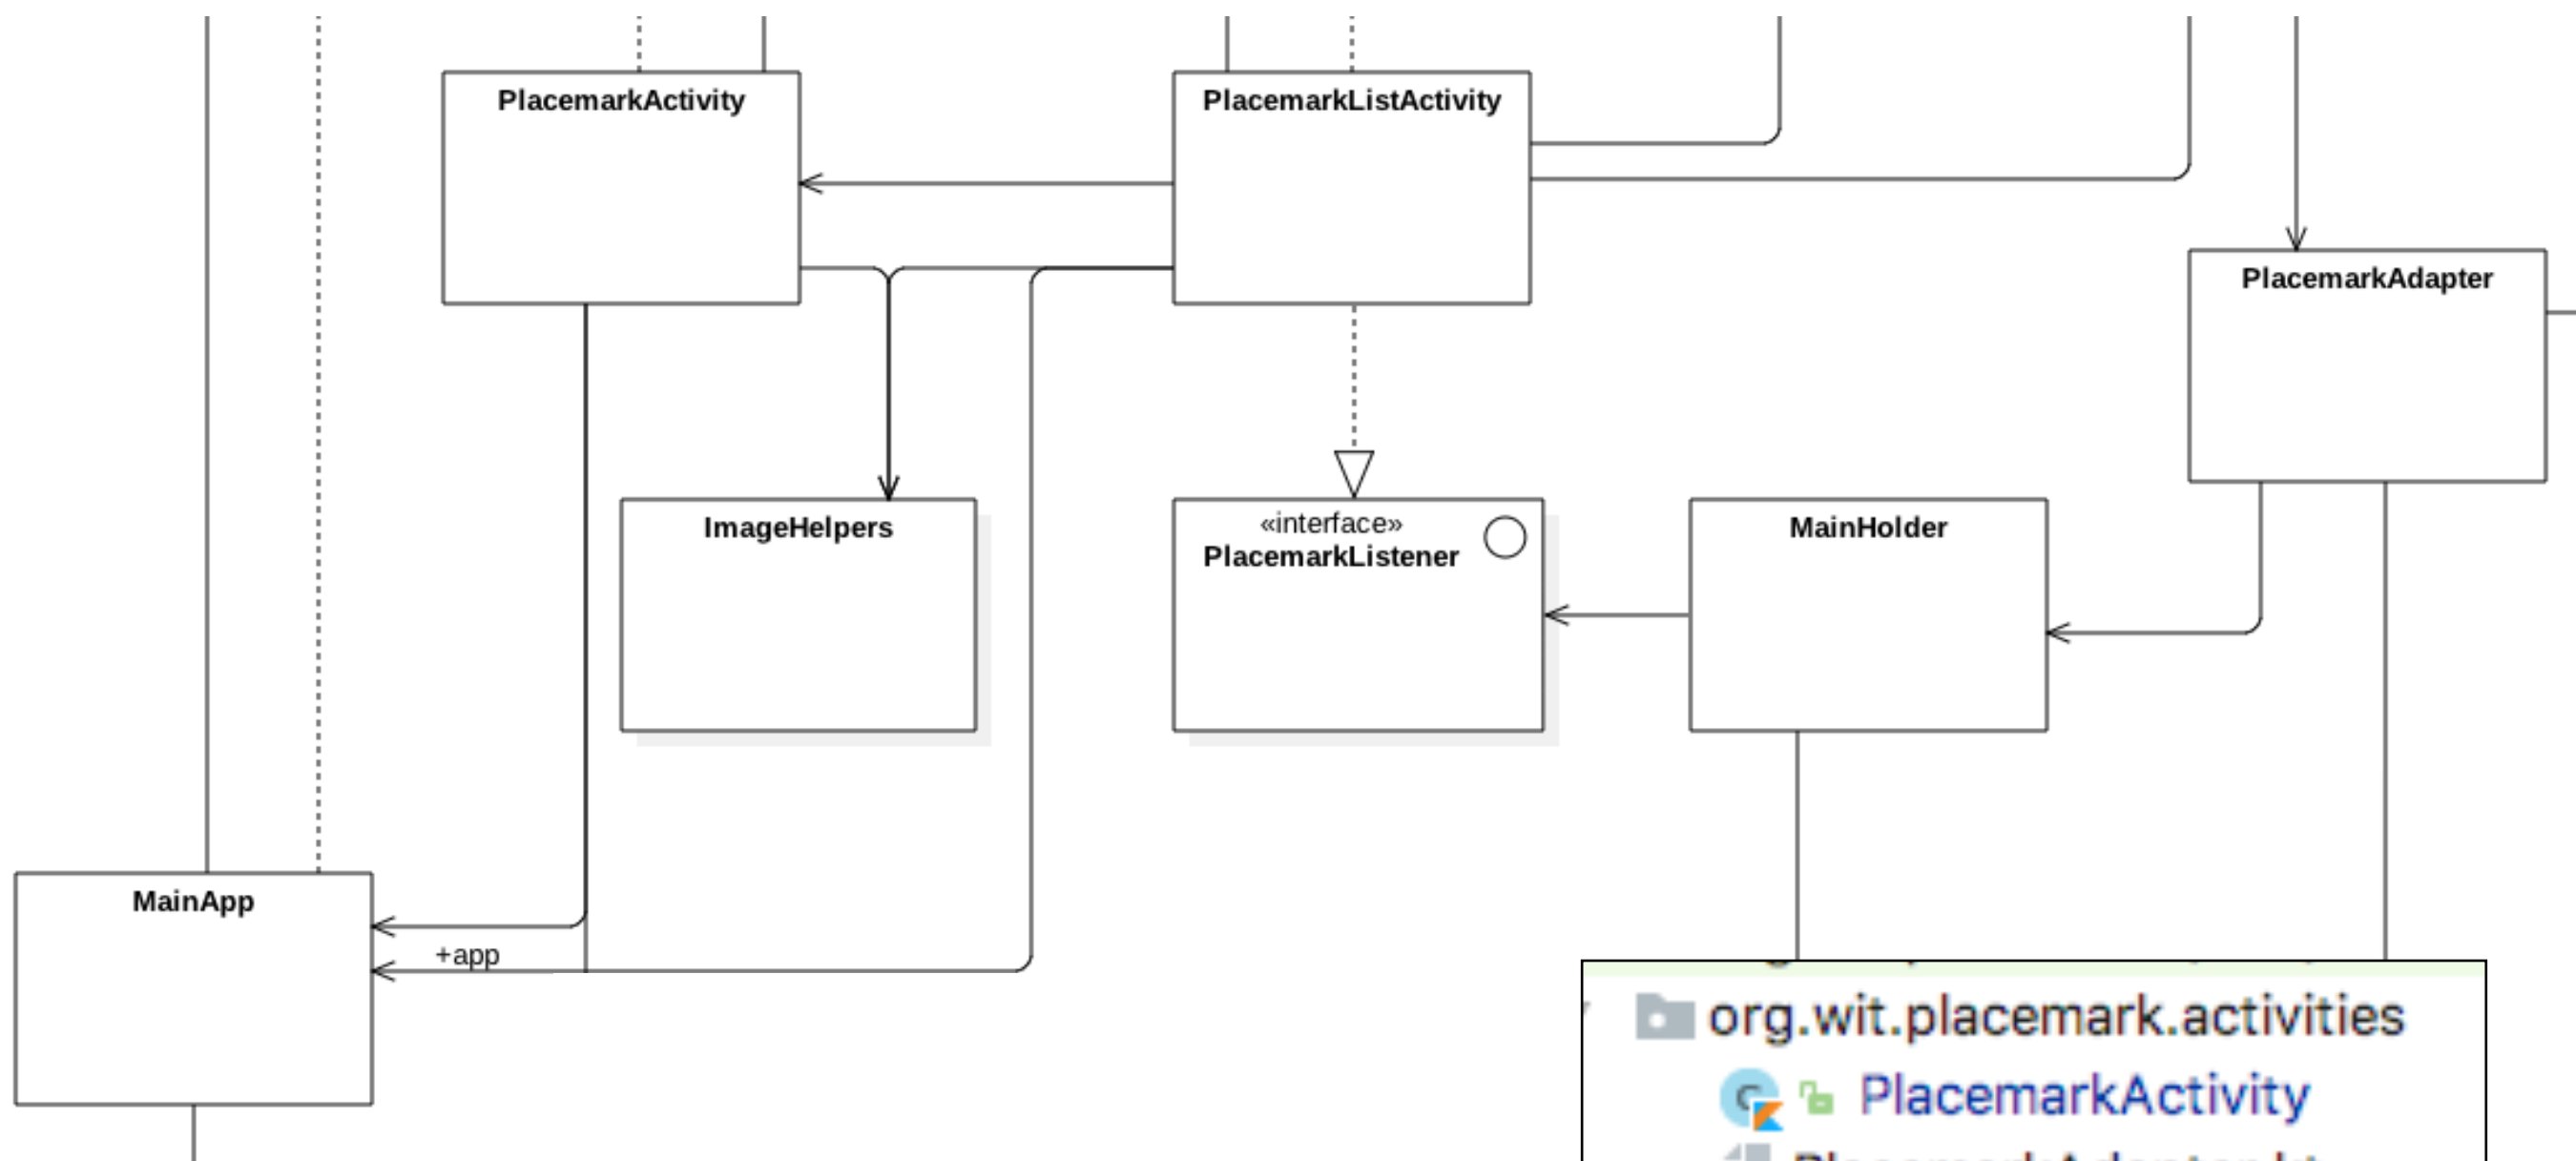 PlacemarkActivity
PlacemarkListActivity
PlacemarkAdapter
ImageHelpers
«interface»
PlacemarkListener
MainHolder
MainApp
+app
org.wit.placemark.activities
PlacemarkActivity